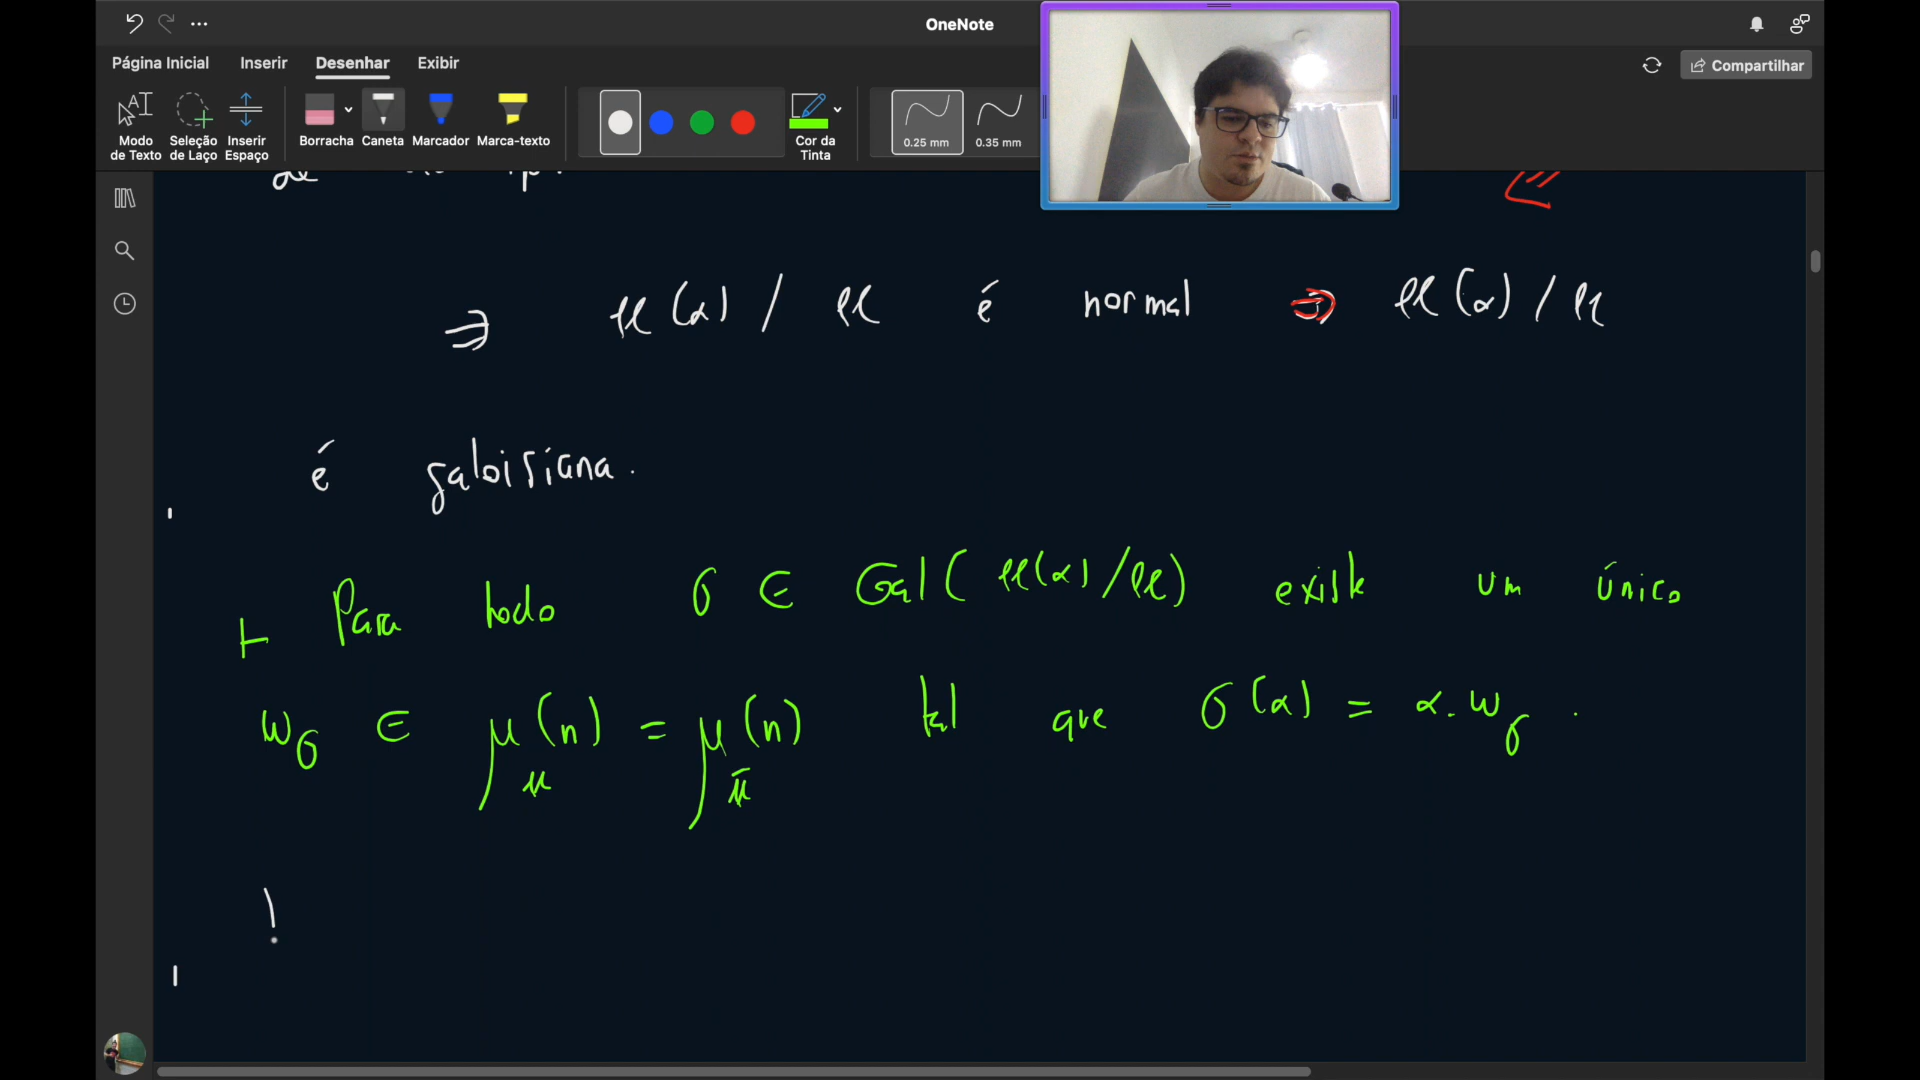 OneNote
Página Inicial Inserir Desenhar Exibir
Compartilhar
Modo de Texto
Seleção de Laço
Inserir Espaço
Borracha Caneta Marcador Marca-texto
Cor da Tinta
0.25 mm 0.35 mm
⇒ 𝓀(α) / 𝓀 é normal ⇒ 𝓀(α) / 𝓀
é galoisiana.
⊢ Para todo σ ∈ Gal(𝓀(α)/𝓀) existe um único
ω_σ ∈ μ_𝓀(n) = μ_𝓀̄(n) tal que σ(α) = α.ω_σ.